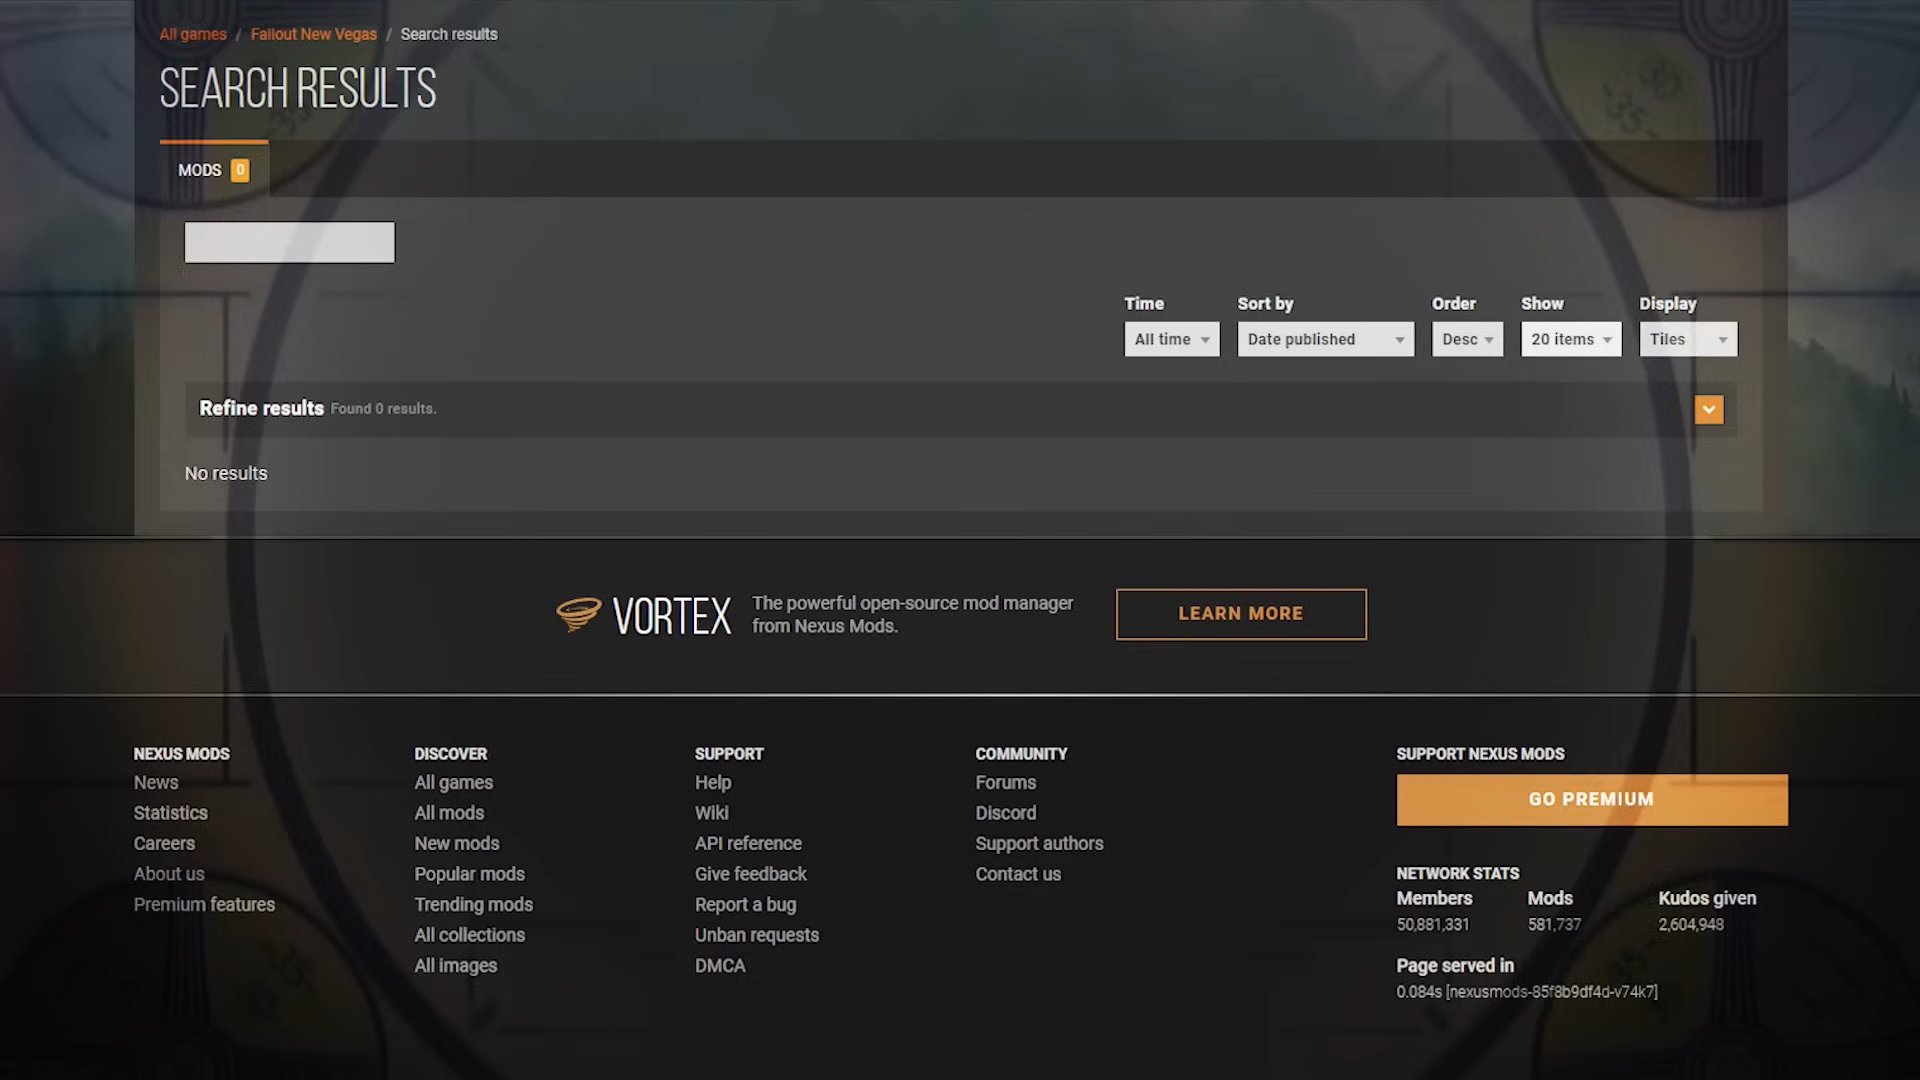 All games / Fallout New Vegas / Search results
SEARCH RESULTS
MODS 0
Time Sort by Order Show Display
All time Date published Desc 20 items Tiles
Refine results Found 0 results.
No results
VORTEX
The powerful open-source mod manager
from Nexus Mods.
LEARN MORE
NEXUS MODS
News
Statistics
Careers
About us
Premium features
DISCOVER
All games
All mods
New mods
Popular mods
Trending mods
All collections
All images
SUPPORT
Help
Wiki
API reference
Give feedback
Report a bug
Unban requests
DMCA
COMMUNITY
Forums
Discord
Support authors
Contact us
SUPPORT NEXUS MODS
GO PREMIUM
NETWORK STATS
Members Mods Kudos given
50,881,331 581,737 2,604,948
Page served in
0.084s [nexusmods-85f8b9df4d-v74k7]